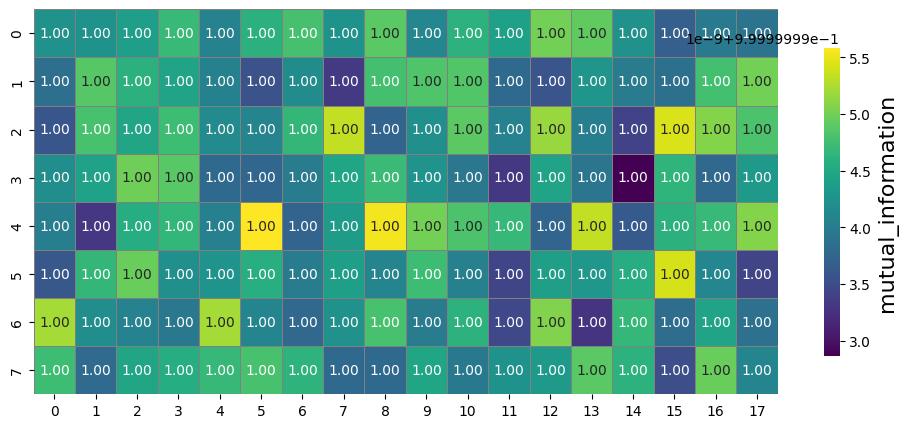 0 1.00 1.00 1.00 1.00 1.00 1.00 1.00 1.00 1.00 1.00 1.00 1.00 1.00 1.00 1.00 1.00 1.00 1.00
1 1.00 1.00 1.00 1.00 1.00 1.00 1.00 1.00 1.00 1.00 1.00 1.00 1.00 1.00 1.00 1.00 1.00 1.00
2 1.00 1.00 1.00 1.00 1.00 1.00 1.00 1.00 1.00 1.00 1.00 1.00 1.00 1.00 1.00 1.00 1.00 1.00
3 1.00 1.00 1.00 1.00 1.00 1.00 1.00 1.00 1.00 1.00 1.00 1.00 1.00 1.00 1.00 1.00 1.00 1.00
4 1.00 1.00 1.00 1.00 1.00 1.00 1.00 1.00 1.00 1.00 1.00 1.00 1.00 1.00 1.00 1.00 1.00 1.00
5 1.00 1.00 1.00 1.00 1.00 1.00 1.00 1.00 1.00 1.00 1.00 1.00 1.00 1.00 1.00 1.00 1.00 1.00
6 1.00 1.00 1.00 1.00 1.00 1.00 1.00 1.00 1.00 1.00 1.00 1.00 1.00 1.00 1.00 1.00 1.00 1.00
7 1.00 1.00 1.00 1.00 1.00 1.00 1.00 1.00 1.00 1.00 1.00 1.00 1.00 1.00 1.00 1.00 1.00 1.00
0 1 2 3 4 5 6 7 8 9 10 11 12 13 14 15 16 17
1e−9+9.9999999e−1
5.5
5.0
4.5
4.0
3.5
3.0
mutual_information